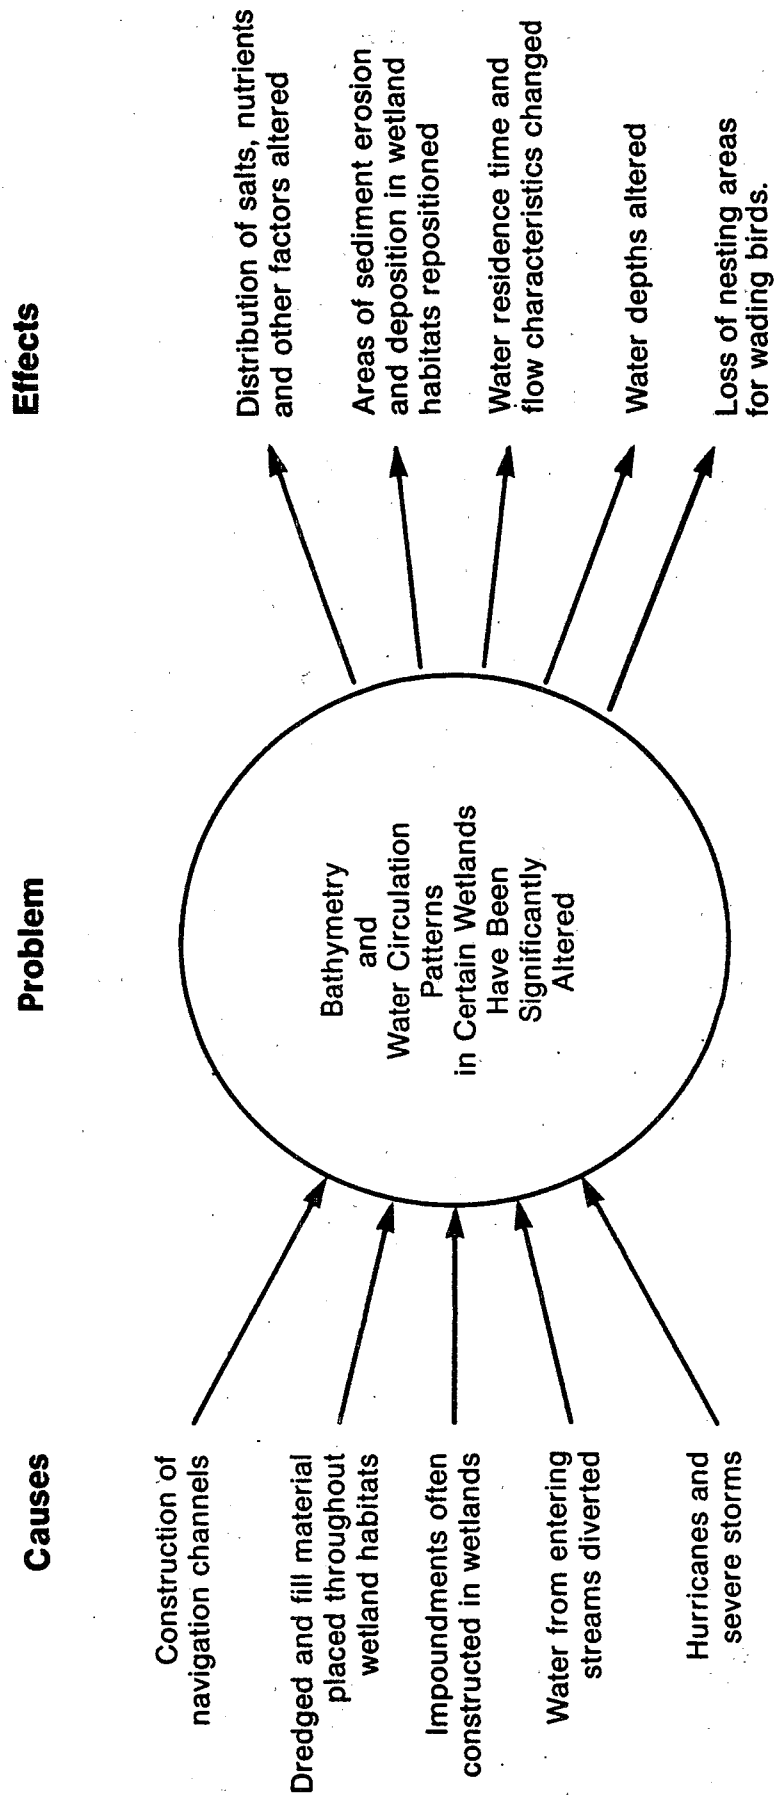 Causes
Problem
Effects
Construction of
navigation channels
Dredged and fill material
placed throughout
wetland habitats
Impoundments often
constructed in wetlands
Water from entering
streams diverted
Hurricanes and
severe storms
Bathymetry
and
Water Circulation
Patterns
in Certain Wetlands
Have Been
Significantly
Altered
Distribution of salts, nutrients
and other factors altered
Areas of sediment erosion
and deposition in wetland
habitats repositioned
Water residence time and
flow characteristics changed
Water depths altered
Loss of nesting areas
for wading birds.